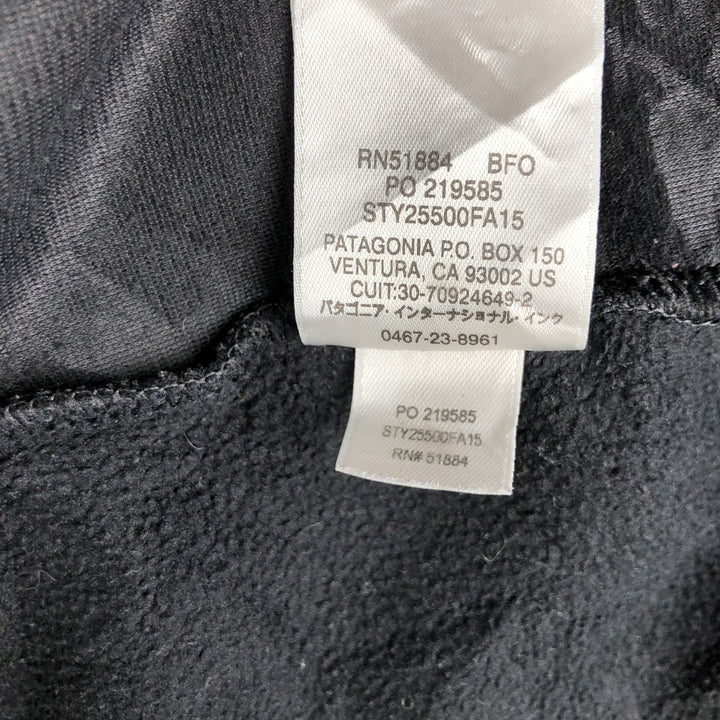 RN51884 BFO
PO 219585
STY25500FA15
PATAGONIA P.O. BOX 150
VENTURA, CA 93002 US
CUIT:30-70924649-2
パタゴニア・インターナショナル・インク
0467-23-8961
PO 219585
STY25500FA15
RN# 51884